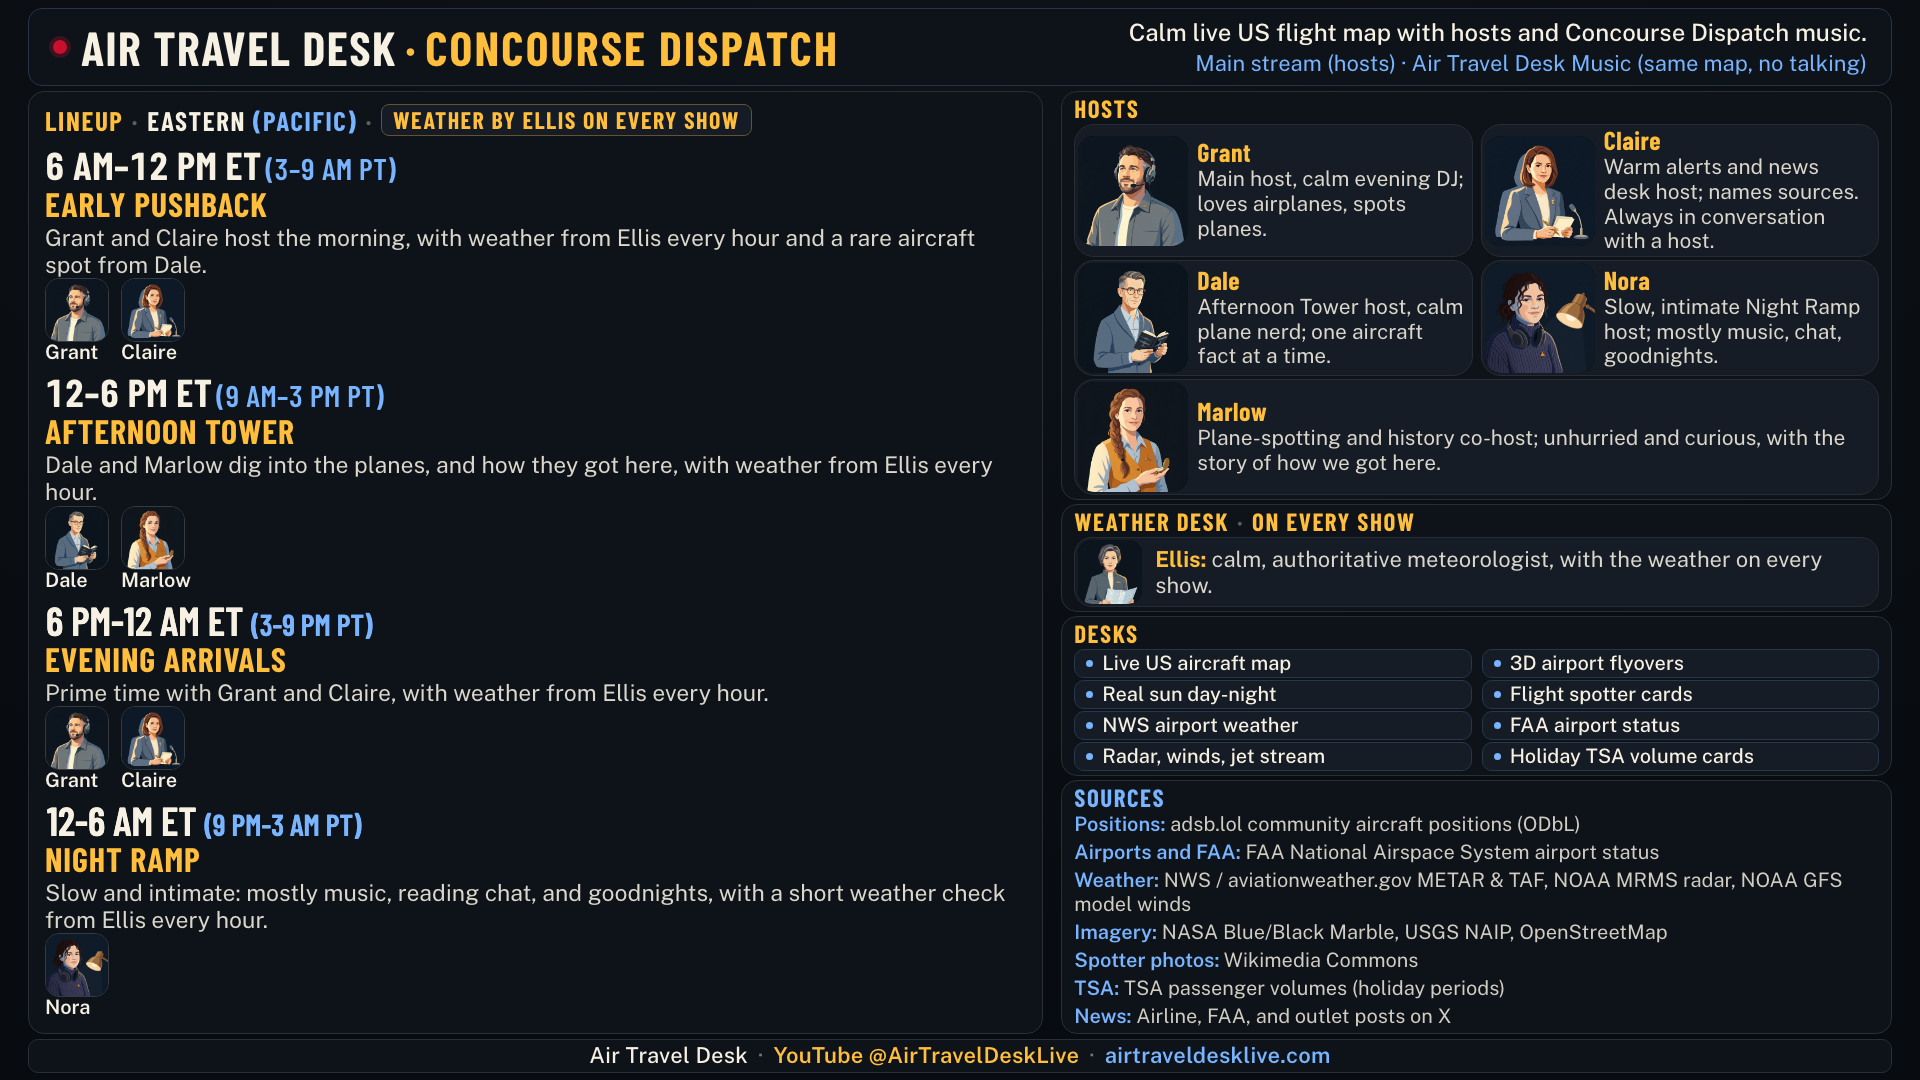 AIR TRAVEL DESK · CONCOURSE DISPATCH
Calm live US flight map with hosts and Concourse Dispatch music.
Main stream (hosts) · Air Travel Desk Music (same map, no talking)
LINEUP · EASTERN (PACIFIC) · WEATHER BY ELLIS ON EVERY SHOW
6 AM–12 PM ET (3–9 AM PT)
EARLY PUSHBACK
Grant and Claire host the morning, with weather from Ellis every hour and a rare aircraft
spot from Dale.
Grant Claire
12–6 PM ET (9 AM–3 PM PT)
AFTERNOON TOWER
Dale and Marlow dig into the planes, and how they got here, with weather from Ellis every
hour.
Dale Marlow
6 PM–12 AM ET (3–9 PM PT)
EVENING ARRIVALS
Prime time with Grant and Claire, with weather from Ellis every hour.
Grant Claire
12–6 AM ET (9 PM–3 AM PT)
NIGHT RAMP
Slow and intimate: mostly music, reading chat, and goodnights, with a short weather check
from Ellis every hour.
Nora
HOSTS
Grant
Main host, calm evening DJ;
loves airplanes, spots
planes.
Claire
Warm alerts and news
desk host; names sources.
Always in conversation
with a host.
Dale
Afternoon Tower host, calm
plane nerd; one aircraft
fact at a time.
Nora
Slow, intimate Night Ramp
host; mostly music, chat,
goodnights.
Marlow
Plane-spotting and history co-host; unhurried and curious, with the
story of how we got here.
WEATHER DESK · ON EVERY SHOW
Ellis: calm, authoritative meteorologist, with the weather on every
show.
DESKS
• Live US aircraft map
• 3D airport flyovers
• Real sun day-night
• Flight spotter cards
• NWS airport weather
• FAA airport status
• Radar, winds, jet stream
• Holiday TSA volume cards
SOURCES
Positions: adsb.lol community aircraft positions (ODbL)
Airports and FAA: FAA National Airspace System airport status
Weather: NWS / aviationweather.gov METAR & TAF, NOAA MRMS radar, NOAA GFS
model winds
Imagery: NASA Blue/Black Marble, USGS NAIP, OpenStreetMap
Spotter photos: Wikimedia Commons
TSA: TSA passenger volumes (holiday periods)
News: Airline, FAA, and outlet posts on X
Air Travel Desk · YouTube @AirTravelDeskLive · airtraveldesklive.com